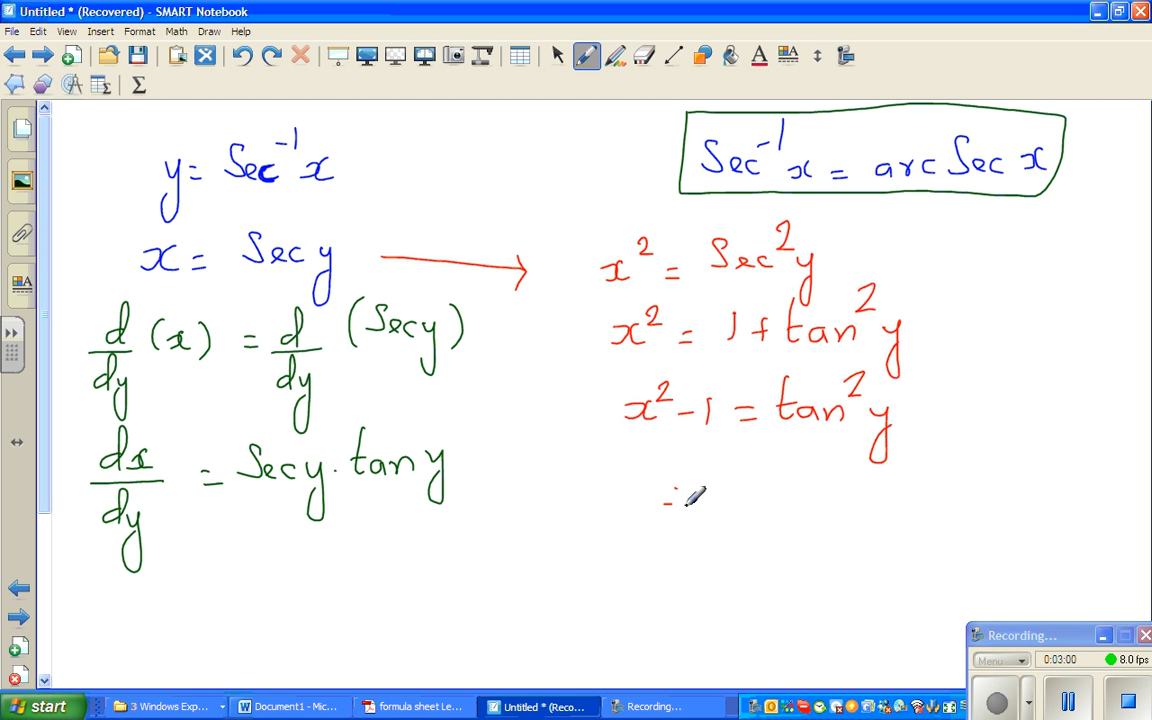 Untitled * (Recovered) - SMART Notebook
File Edit View Insert Format Math Draw Help
y = Sec⁻¹ x
Sec⁻¹ x = arc Sec x
x = Sec y
x² = Sec² y
d/dy (x) = d/dy (Sec y)
x² = 1 + tan² y
x² - 1 = tan² y
dx/dy = Sec y . tan y
Recording...
Menu
0:03:00
8.0 fps
start
3 Windows Exp...
Document1 - Mic...
formula sheet Le...
Untitled * (Reco...
Recording...